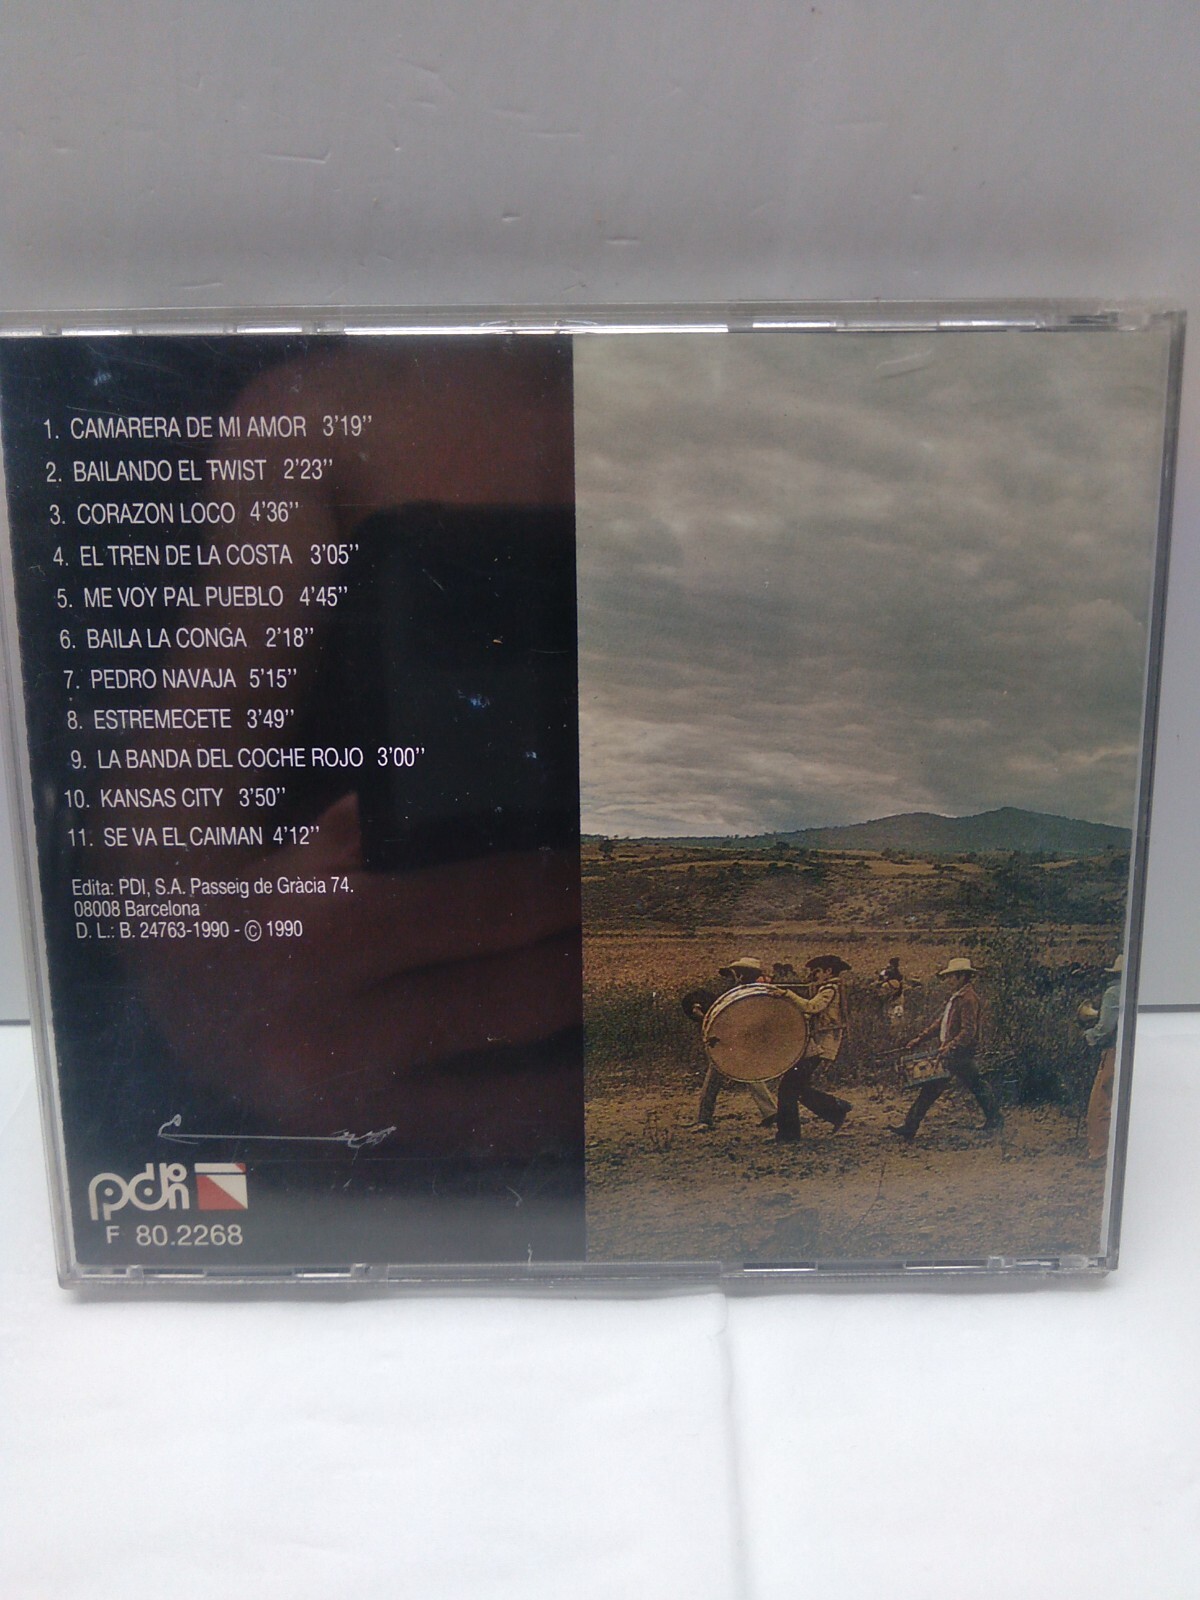 1. CAMARERA DE MI AMOR 3'19''
2. BAILANDO EL TWIST 2'23''
3. CORAZON LOCO 4'36''
4. EL TREN DE LA COSTA 3'05''
5. ME VOY PAL PUEBLO 4'45''
6. BAILA LA CONGA 2'18''
7. PEDRO NAVAJA 5'15''
8. ESTREMECETE 3'49''
9. LA BANDA DEL COCHE ROJO 3'00''
10. KANSAS CITY 3'50''
11. SE VA EL CAIMAN 4'12''
Edita: PDI, S.A. Passeig de Gràcia 74.
08008 Barcelona
D. L.: B. 24763-1990 - © 1990
pdi
F 80.2268